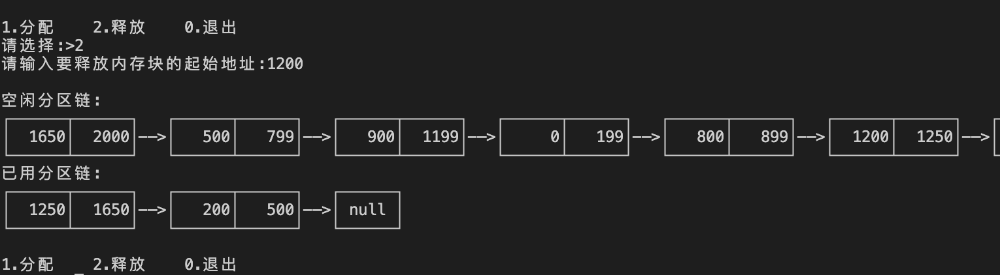 1.分配 2.释放 0.退出
请选择:>2
请输入要释放内存块的起始地址:1200
空闲分区链:
1650 2000 ——> 500 799 ——> 900 1199 ——> 0 199 ——> 800 899 ——> 1200 1250 ——>
已用分区链:
1250 1650 ——> 200 500 ——> null
1.分配 2.释放 0.退出